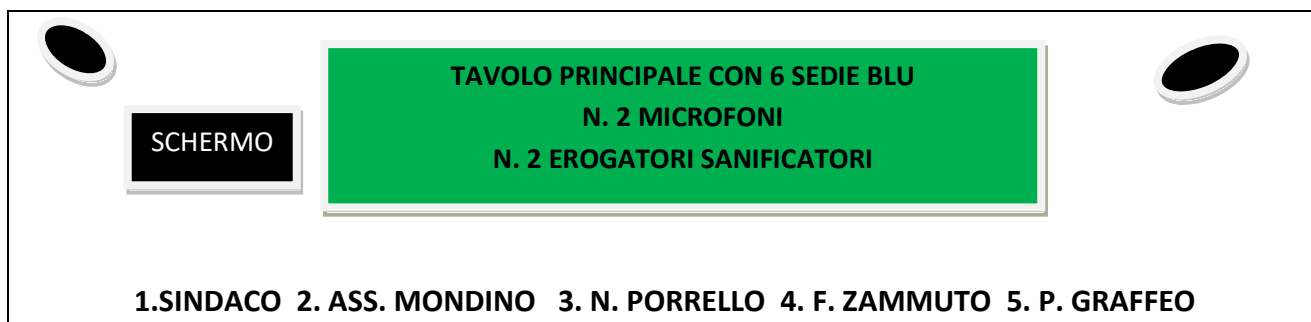 TAVOLO PRINCIPALE CON 6 SEDIE BLU
N. 2 MICROFONI
N. 2 EROGATORI SANIFICATORI
SCHERMO
1.SINDACO 2. ASS. MONDINO 3. N. PORRELLO 4. F. ZAMMUTO 5. P. GRAFFEO